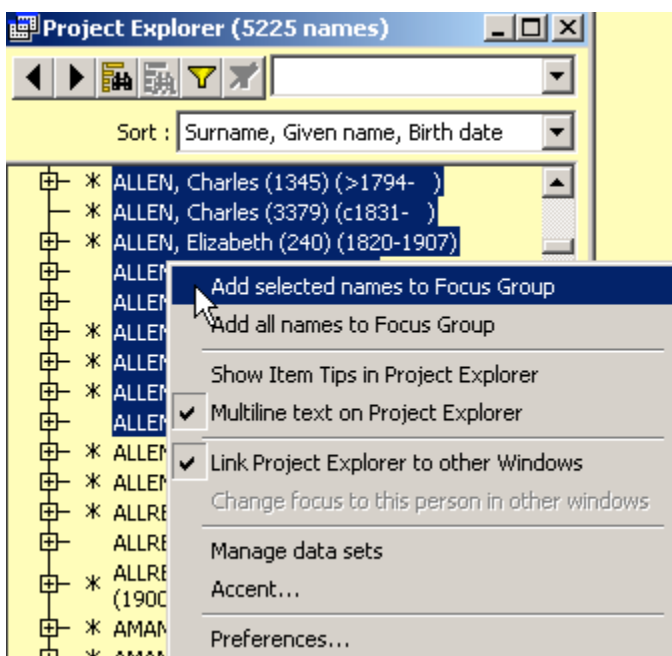 Project Explorer (5225 names)
Sort : Surname, Given name, Birth date
* ALLEN, Charles (1345) (>1794- )
* ALLEN, Charles (3379) (c1831- )
* ALLEN, Elizabeth (240) (1820-1907)
Add selected names to Focus Group
Add all names to Focus Group
Show Item Tips in Project Explorer
Multiline text on Project Explorer
Link Project Explorer to other Windows
Change focus to this person in other windows
Manage data sets
(1900
Accent...
Preferences...